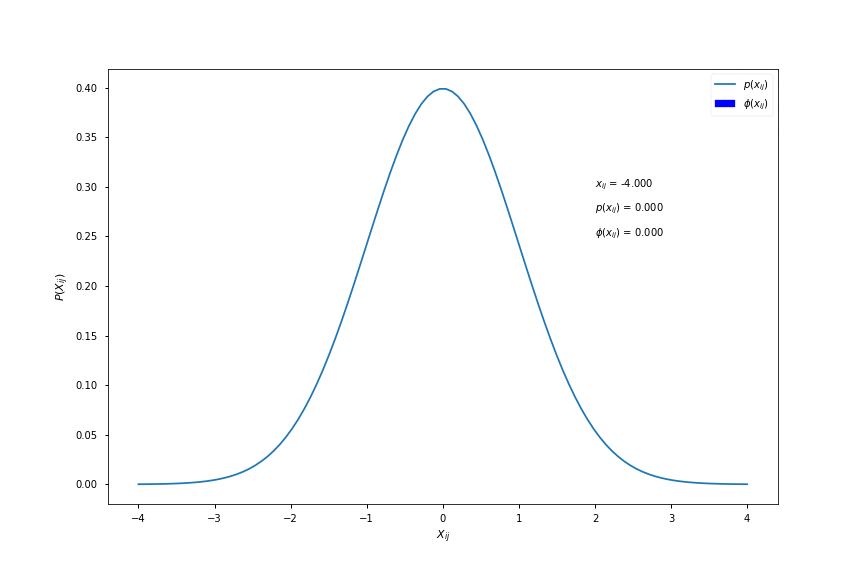 p(x_ij)
ϕ(x_ij)
0.40
0.35
0.30
0.25
0.20
0.15
0.10
0.05
0.00
x_ij = -4.000
p(x_ij) = 0.000
ϕ(x_ij) = 0.000
P(X_ij)
−4 −3 −2 −1 0 1 2 3 4
X_ij